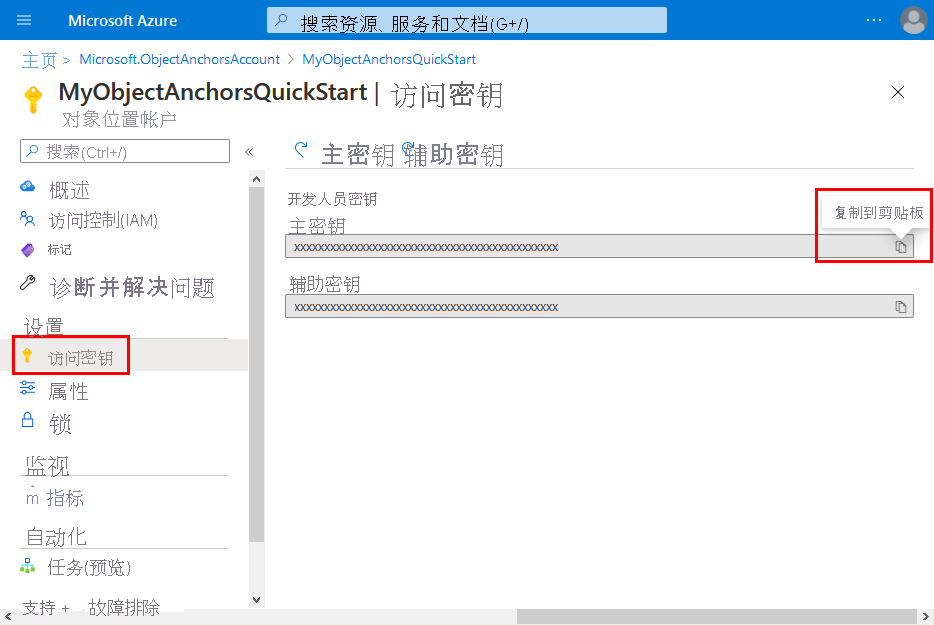 Microsoft Azure
搜索资源、服务和文档(G+/)
主页 > Microsoft.ObjectAnchorsAccount > MyObjectAnchorsQuickStart
MyObjectAnchorsQuickStart | 访问密钥
对象位置帐户
搜索(Ctrl+/)
«
概述
访问控制(IAM)
标记
诊断并解决问题
设置
访问密钥
属性
锁
监视
指标
自动化
任务(预览)
支持 + 故障排除
主密钥 辅助密钥
开发人员密钥
复制到剪贴板
主密钥
xxxxxxxxxxxxxxxxxxxxxxxxxxxxxxxxxxxxxxxxxxxx
辅助密钥
xxxxxxxxxxxxxxxxxxxxxxxxxxxxxxxxxxxxxxxxxxxx